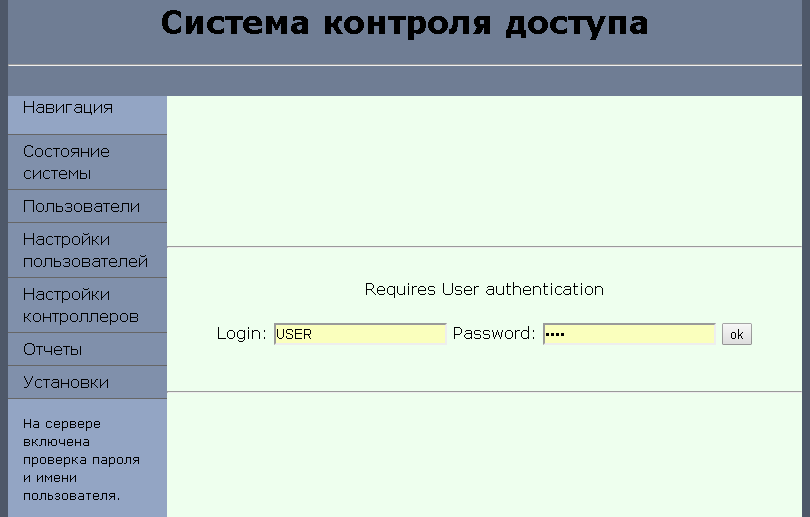 Система контроля доступа
Навигация
Состояние
системы
Пользователи
Настройки
пользователей
Настройки
контроллеров
Отчеты
Установки
На сервере
включена
проверка пароля
и имени
пользователя.
Requires User authentication
Login: USER Password: •••• ok